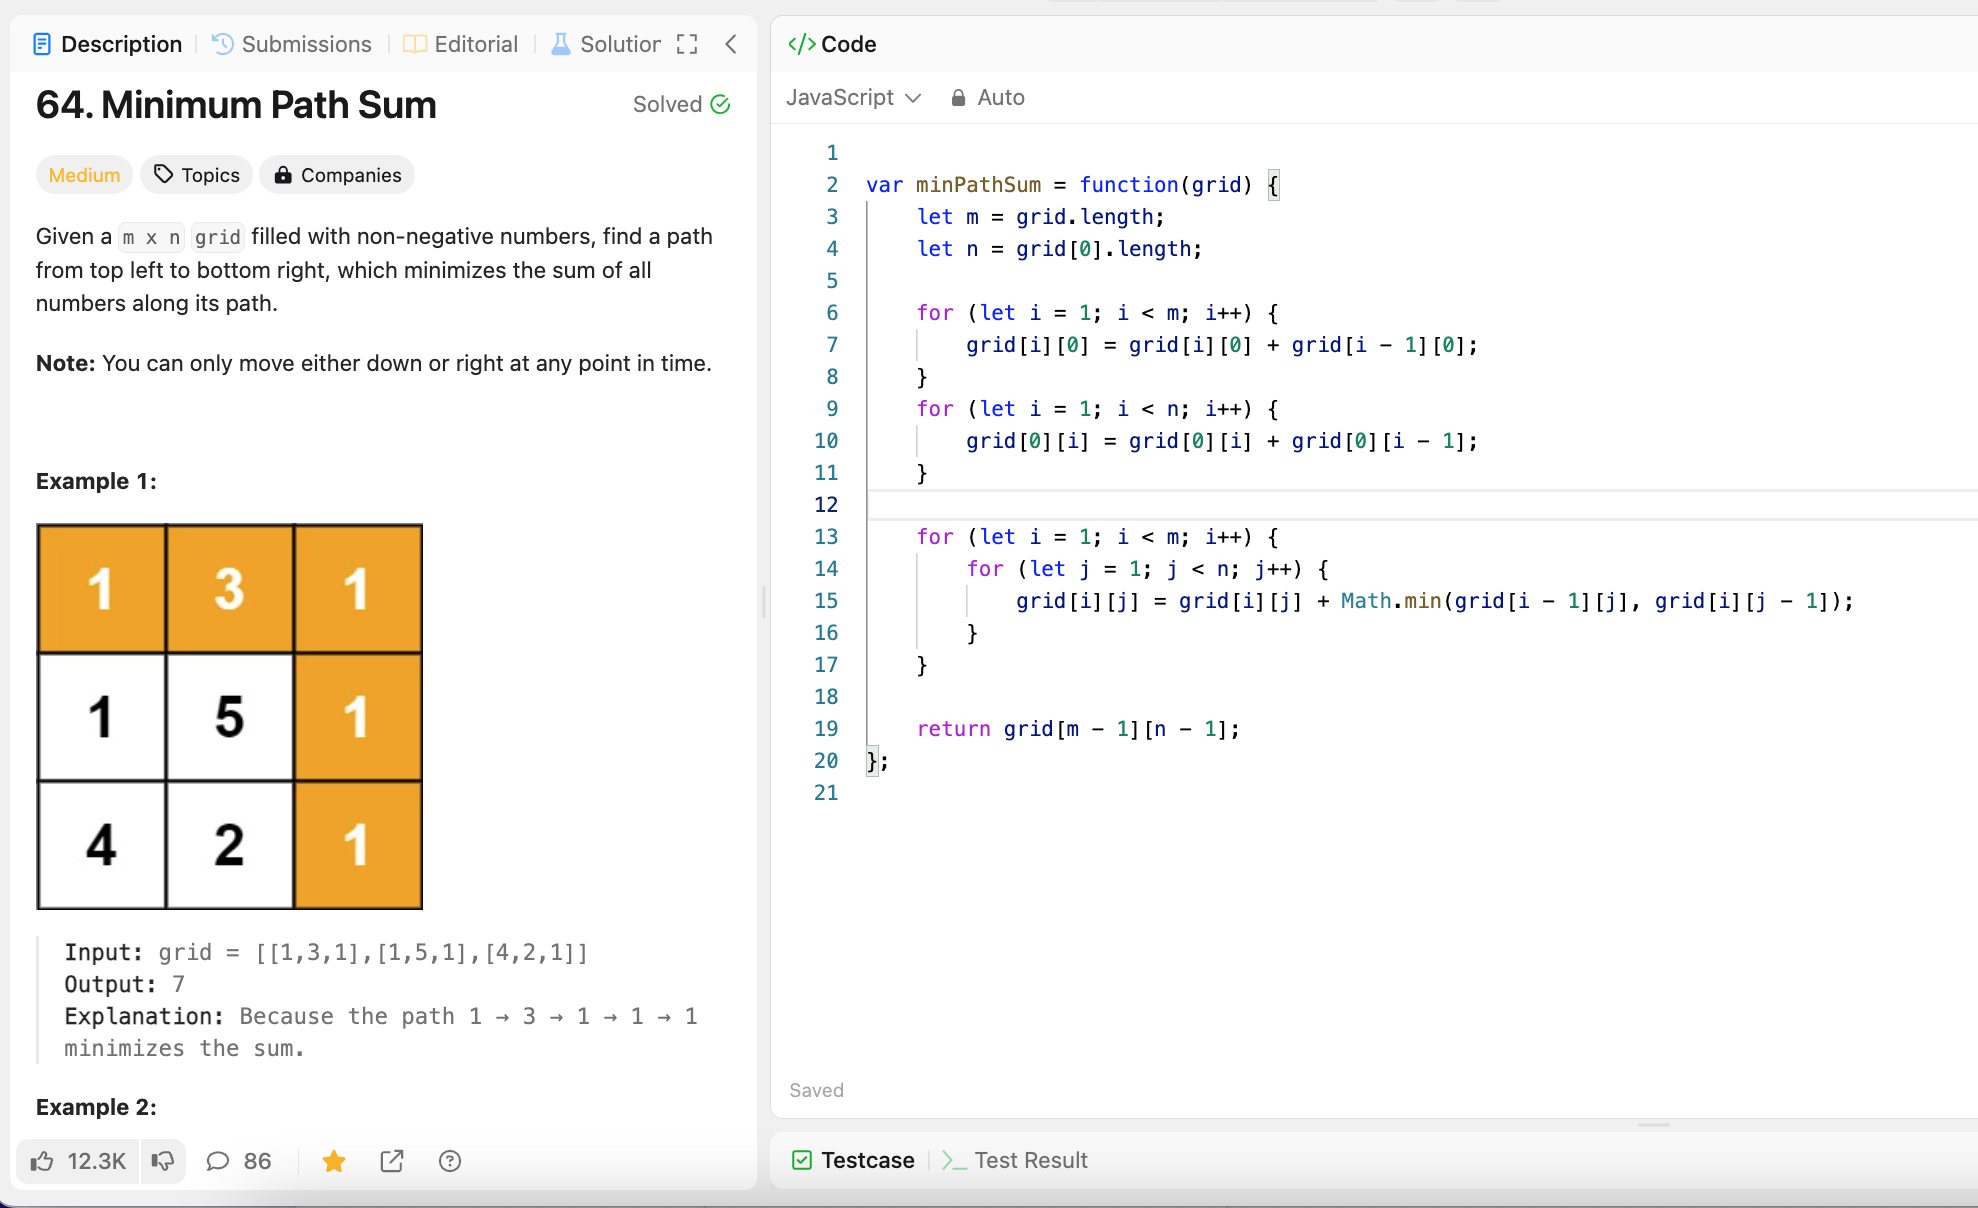 Description Submissions Editorial Solution
64. Minimum Path Sum
Solved
Medium Topics Companies
Given a m x n grid filled with non-negative numbers, find a path
from top left to bottom right, which minimizes the sum of all
numbers along its path.
Note: You can only move either down or right at any point in time.
Example 1:
1 3 1
1 5 1
4 2 1
Input: grid = [[1,3,1],[1,5,1],[4,2,1]]
Output: 7
Explanation: Because the path 1 → 3 → 1 → 1 → 1
minimizes the sum.
Example 2:
12.3K 86
</> Code
JavaScript Auto
1
2 var minPathSum = function(grid) {
3 let m = grid.length;
4 let n = grid[0].length;
5
6 for (let i = 1; i < m; i++) {
7 grid[i][0] = grid[i][0] + grid[i - 1][0];
8 }
9 for (let i = 1; i < n; i++) {
10 grid[0][i] = grid[0][i] + grid[0][i - 1];
11 }
12
13 for (let i = 1; i < m; i++) {
14 for (let j = 1; j < n; j++) {
15 grid[i][j] = grid[i][j] + Math.min(grid[i - 1][j], grid[i][j - 1]);
16 }
17 }
18
19 return grid[m - 1][n - 1];
20 };
21
Saved
Testcase >_ Test Result